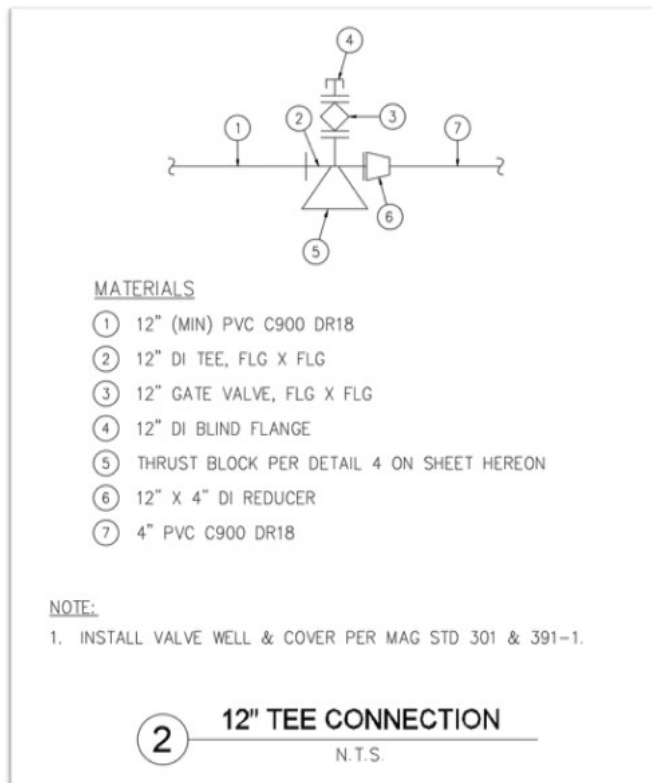 4
1
2
3
7
6
5
MATERIALS
1 12" (MIN) PVC C900 DR18
2 12" DI TEE, FLG X FLG
3 12" GATE VALVE, FLG X FLG
4 12" DI BLIND FLANGE
5 THRUST BLOCK PER DETAIL 4 ON SHEET HEREON
6 12" X 4" DI REDUCER
7 4" PVC C900 DR18
NOTE:
1. INSTALL VALVE WELL & COVER PER MAG STD 301 & 391-1.
2 12" TEE CONNECTION
N.T.S.